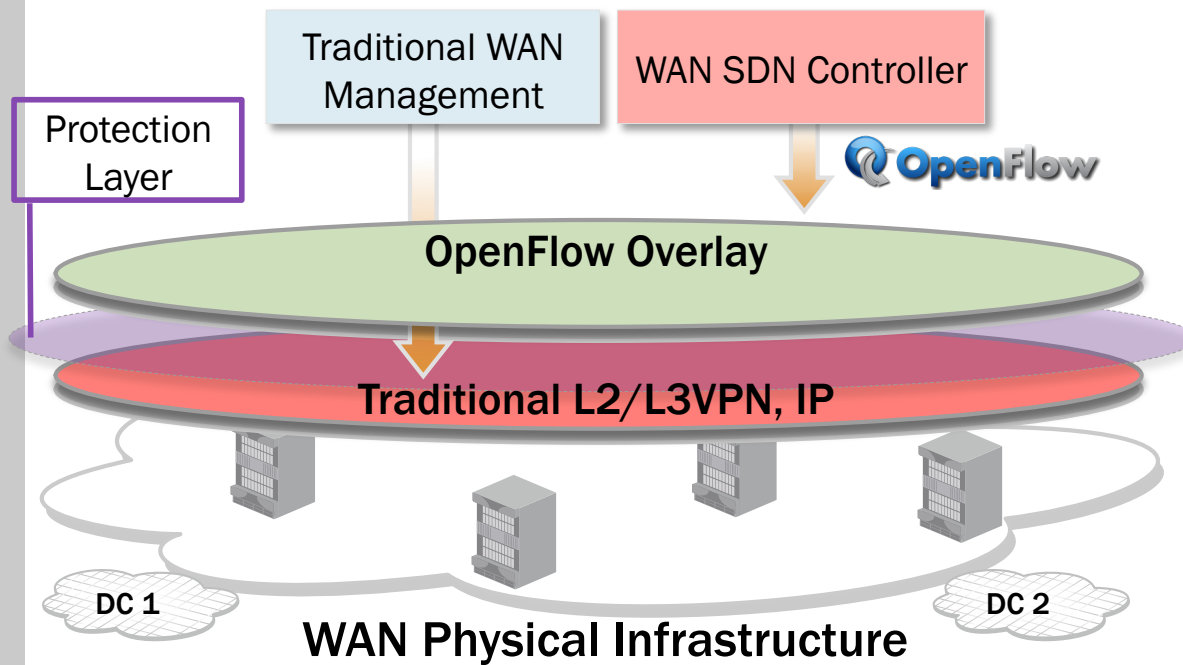 Traditional WAN
Management
WAN SDN Controller
Protection
Layer
OpenFlow
OpenFlow Overlay
Traditional L2/L3VPN, IP
DC 1
DC 2
WAN Physical Infrastructure